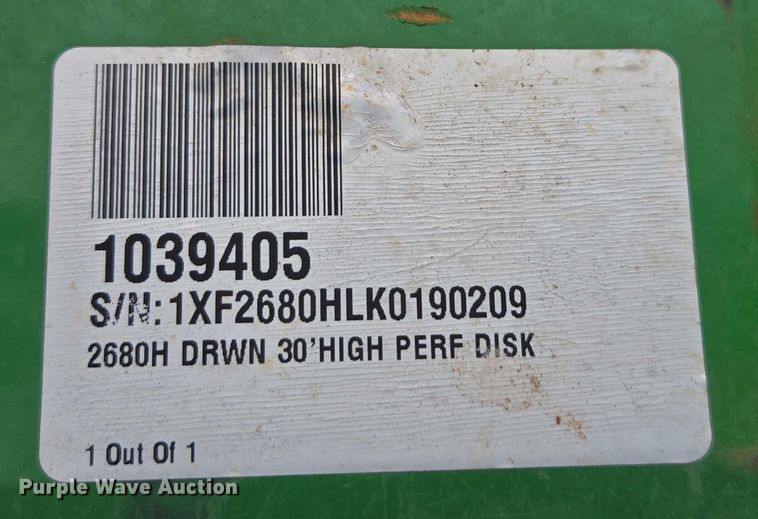 1039405
S/N: 1XF2680HLK0190209
2680H DRWN 30'HIGH PERF DISK
1 Out Of 1
Purple Wave Auction